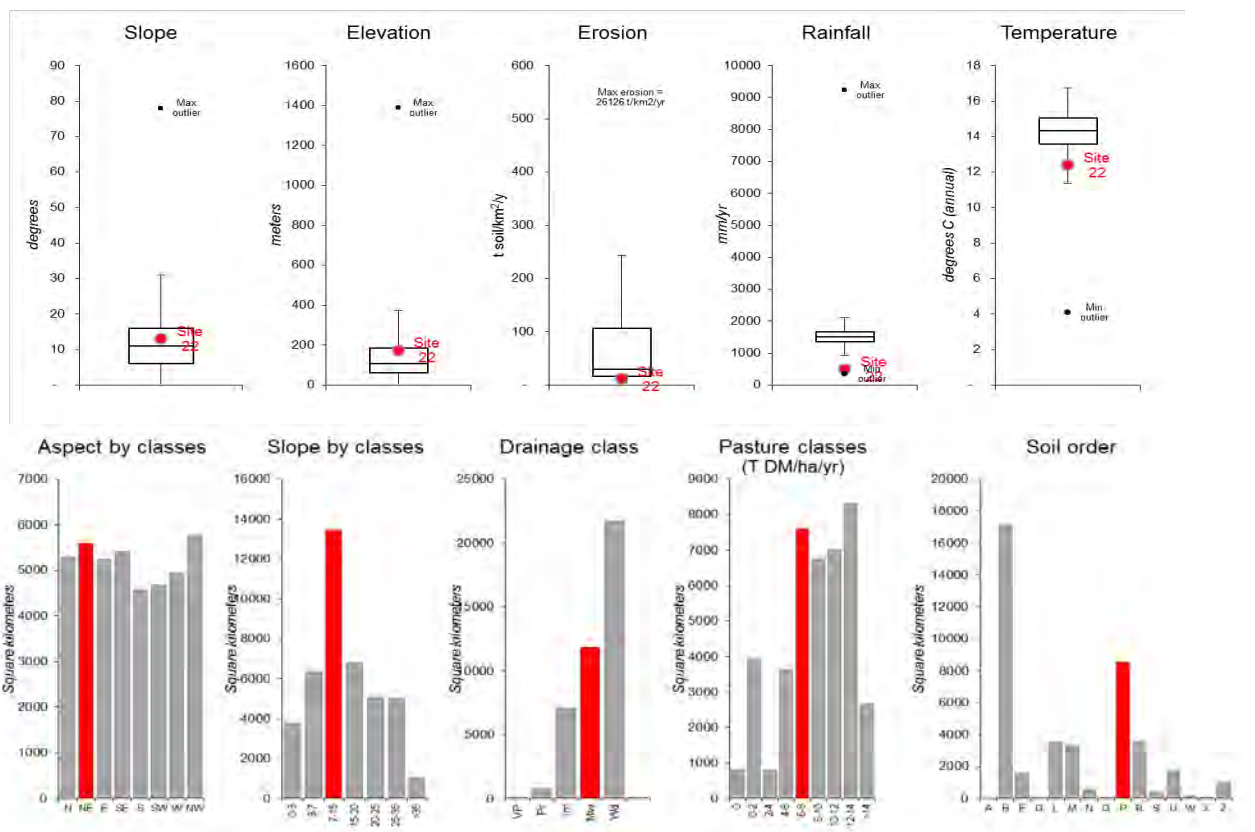 Slope
Elevation
Erosion
Rainfall
Temperature
degrees
90
80
70
60
50
40
30
20
10
-
Max
outlier
Site
22
meters
1600
1400
1200
1000
800
600
400
200
0
Max
outlier
Site
22
t soil/km2/y
600
500
400
300
200
100
-
Max erosion =
26126 t/km2/yr
Site
22
mm/yr
10000
9000
8000
7000
6000
5000
4000
3000
2000
1000
0
Max
outlier
Site
22
Min
outlier
degrees C (annual)
18
16
14
12
10
8
6
4
2
-
Site
22
Min
outlier
Aspect by classes
Slope by classes
Drainage class
Pasture classes
(T DM/ha/yr)
Soil order
Square kilometers
7000
6000
5000
4000
3000
2000
1000
0
N NE E SE S SW W NW
Square kilometers
16000
14000
12000
10000
8000
6000
4000
2000
0
0-3 3-7 7-15 15-20 20-25 25-35 >35
Square kilometers
25000
20000
15000
10000
5000
0
VP Pr Im Mw Wd
Square kilometers
9000
8000
7000
6000
5000
4000
3000
2000
1000
0
0 0-2 2-4 4-6 6-8 8-10 10-12 12-14 >14
Square kilometers
20000
18000
16000
14000
12000
10000
8000
6000
4000
2000
0
A B E G L M N O P R S U W X Z